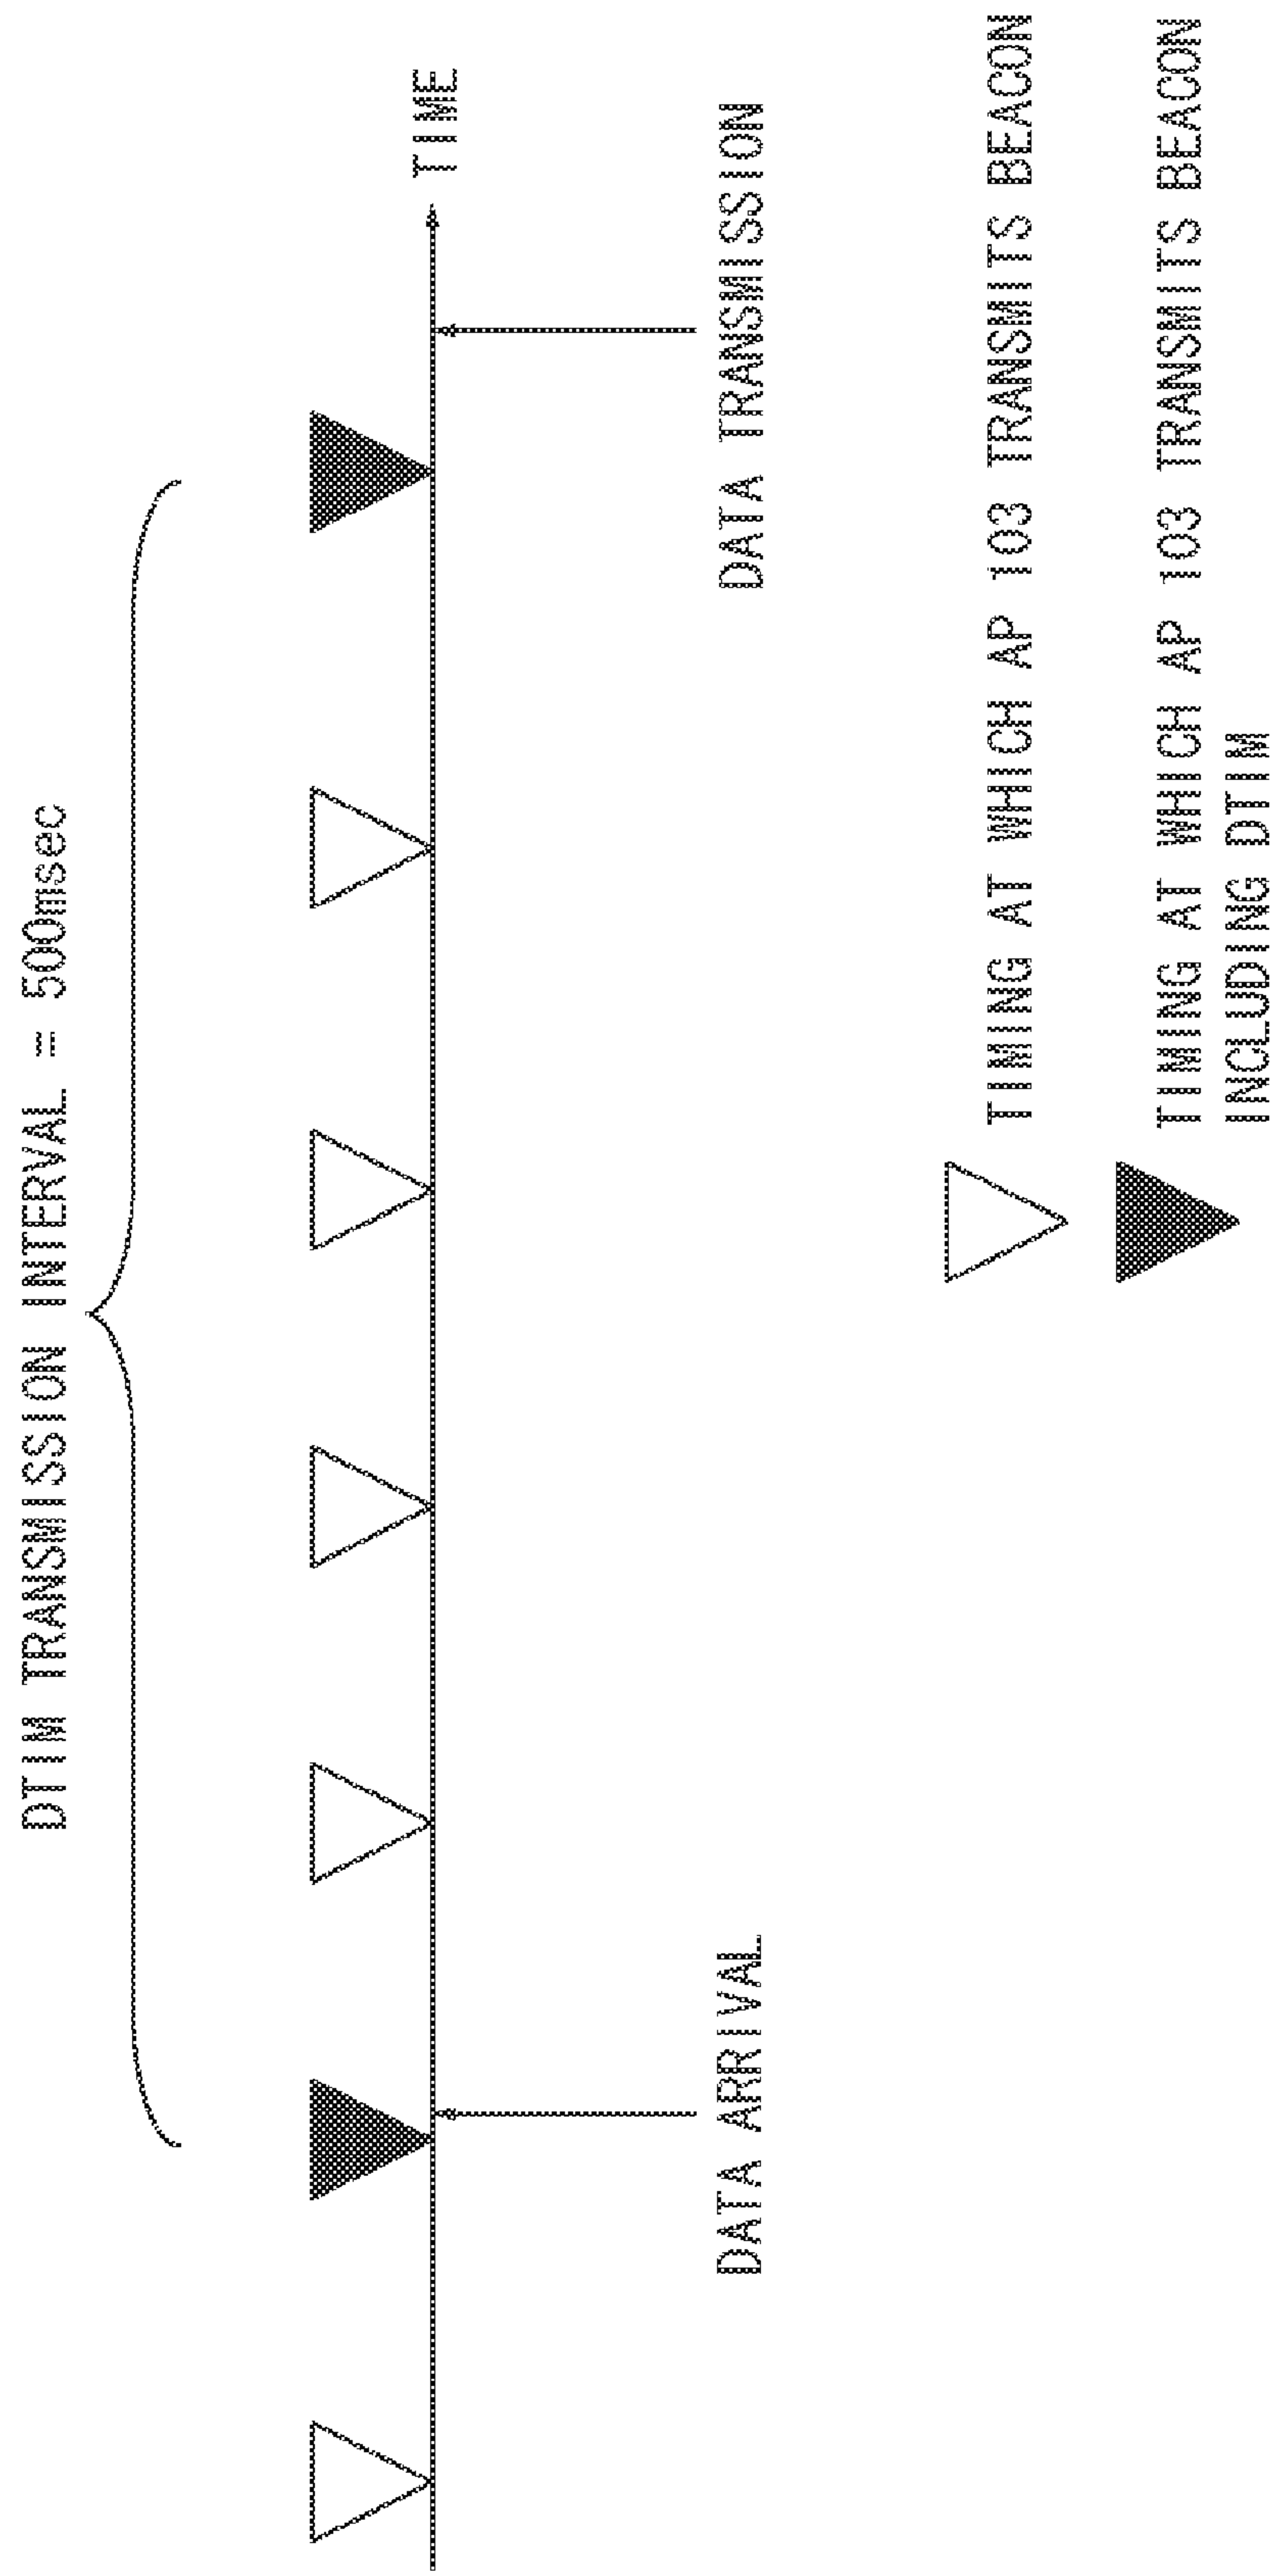 DTIM TRANSMISSION INTERVAL = 500msec
TIME
DATA ARRIVAL
DATA TRANSMISSION
TIMING AT WHICH AP 103 TRANSMITS BEACON
TIMING AT WHICH AP 103 TRANSMITS BEACON
INCLUDING DTIM